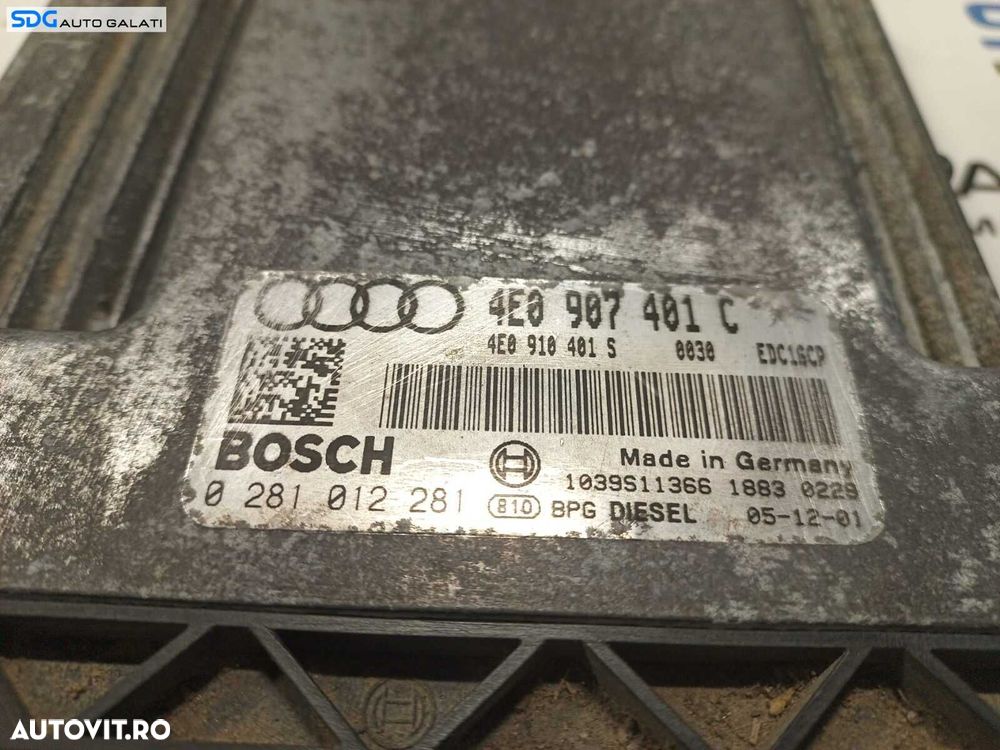 SDG AUTO GALATI
4E0 907 401 C
4E0 910 401 S 0030 EDC16CP
BOSCH
Made in Germany
1039S11366 1883 0229
0 281 012 281 810 BPG DIESEL 05-12-01
AUTOVIT.RO